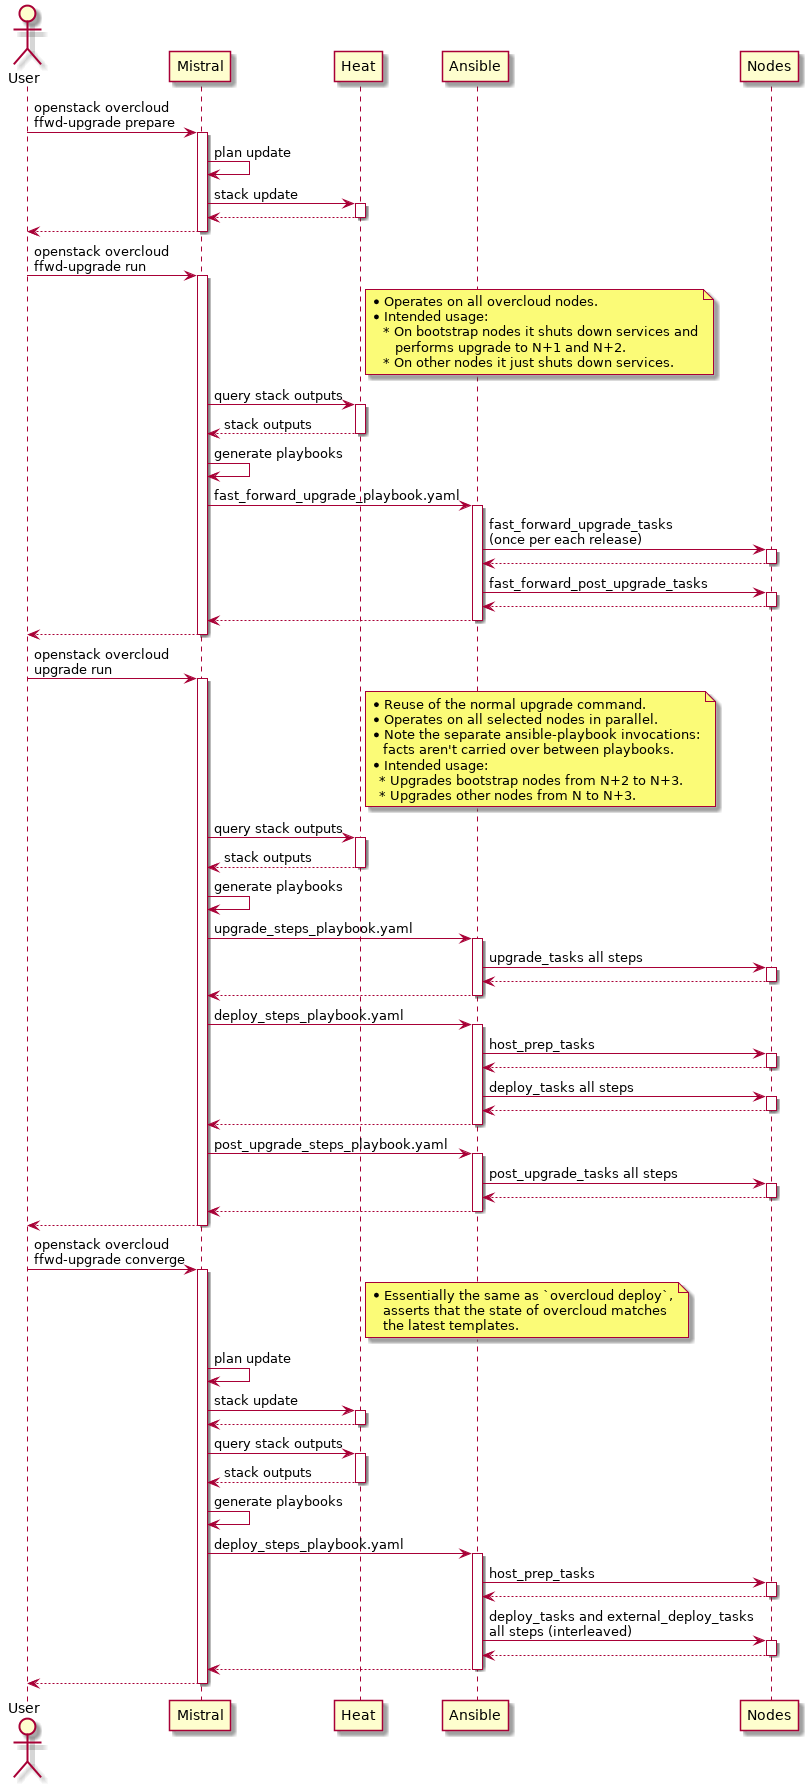 User
Mistral
Heat
Ansible
Nodes
openstack overcloud
ffwd-upgrade prepare
plan update
stack update
openstack overcloud
ffwd-upgrade run
• Operates on all overcloud nodes.
• Intended usage:
* On bootstrap nodes it shuts down services and
performs upgrade to N+1 and N+2.
* On other nodes it just shuts down services.
query stack outputs
stack outputs
generate playbooks
fast_forward_upgrade_playbook.yaml
fast_forward_upgrade_tasks
(once per each release)
fast_forward_post_upgrade_tasks
openstack overcloud
upgrade run
• Reuse of the normal upgrade command.
• Operates on all selected nodes in parallel.
• Note the separate ansible-playbook invocations:
facts aren't carried over between playbooks.
• Intended usage:
* Upgrades bootstrap nodes from N+2 to N+3.
* Upgrades other nodes from N to N+3.
query stack outputs
stack outputs
generate playbooks
upgrade_steps_playbook.yaml
upgrade_tasks all steps
deploy_steps_playbook.yaml
host_prep_tasks
deploy_tasks all steps
post_upgrade_steps_playbook.yaml
post_upgrade_tasks all steps
openstack overcloud
ffwd-upgrade converge
• Essentially the same as `overcloud deploy`,
asserts that the state of overcloud matches
the latest templates.
plan update
stack update
query stack outputs
stack outputs
generate playbooks
deploy_steps_playbook.yaml
host_prep_tasks
deploy_tasks and external_deploy_tasks
all steps (interleaved)
User
Mistral
Heat
Ansible
Nodes